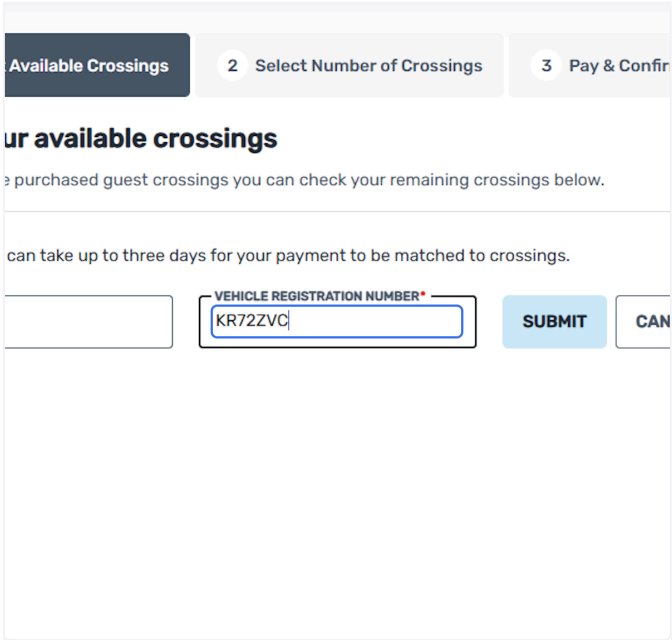 Available Crossings
2 Select Number of Crossings
3 Pay & Confir
ur available crossings
e purchased guest crossings you can check your remaining crossings below.
can take up to three days for your payment to be matched to crossings.
VEHICLE REGISTRATION NUMBER*
KR72ZVC
SUBMIT
CAN